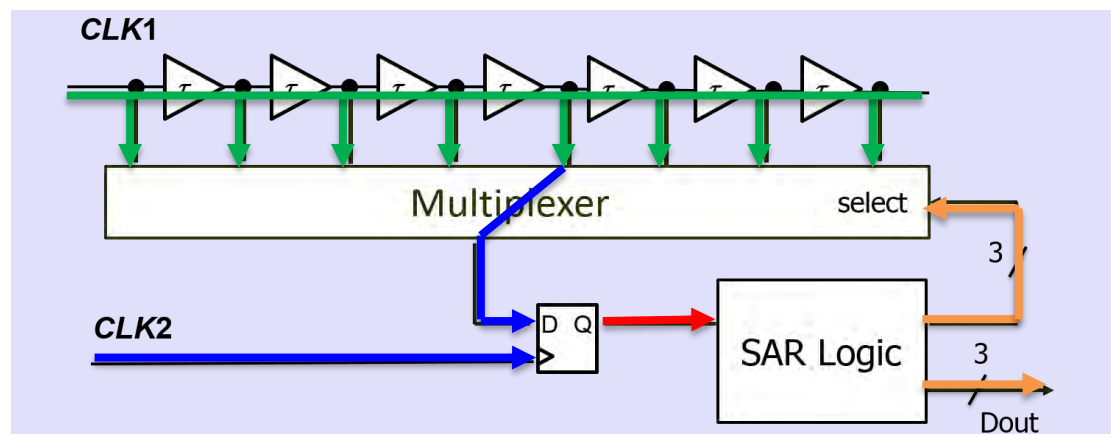 CLK1
τ τ τ τ τ τ τ
Multiplexer
select
3
CLK2
D Q
SAR Logic
3
Dout